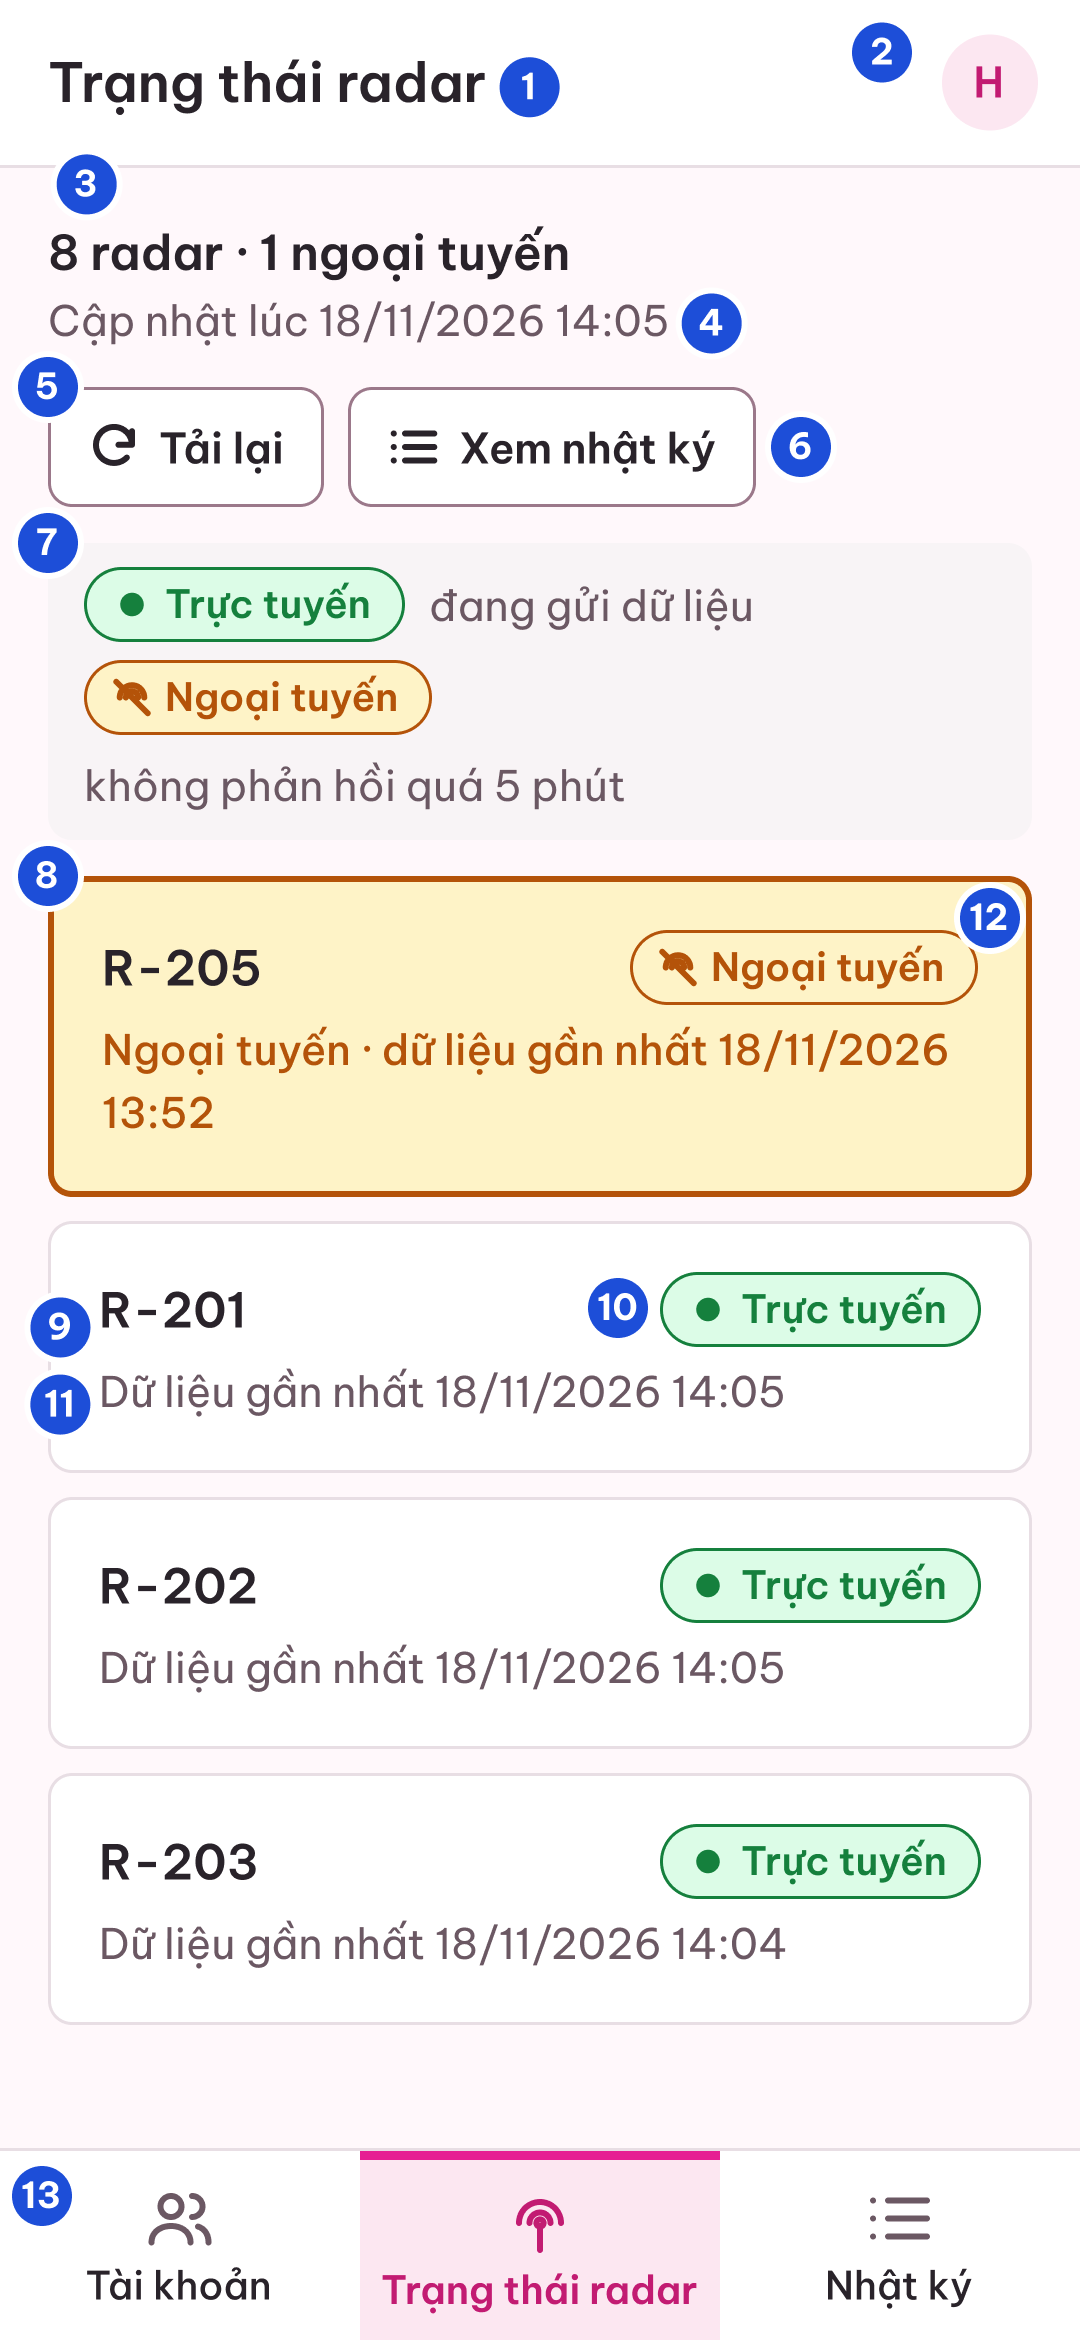 Trạng thái radar 1
2 H
3
8 radar · 1 ngoại tuyến
Cập nhật lúc 18/11/2026 14:05 4
5 Tải lại Xem nhật ký 6
7
Trực tuyến đang gửi dữ liệu
Ngoại tuyến
không phản hồi quá 5 phút
8 12
R-205 Ngoại tuyến
Ngoại tuyến · dữ liệu gần nhất 18/11/2026
13:52
9 R-201 10 Trực tuyến
11 Dữ liệu gần nhất 18/11/2026 14:05
R-202 Trực tuyến
Dữ liệu gần nhất 18/11/2026 14:05
R-203 Trực tuyến
Dữ liệu gần nhất 18/11/2026 14:04
13
Tài khoản Trạng thái radar Nhật ký